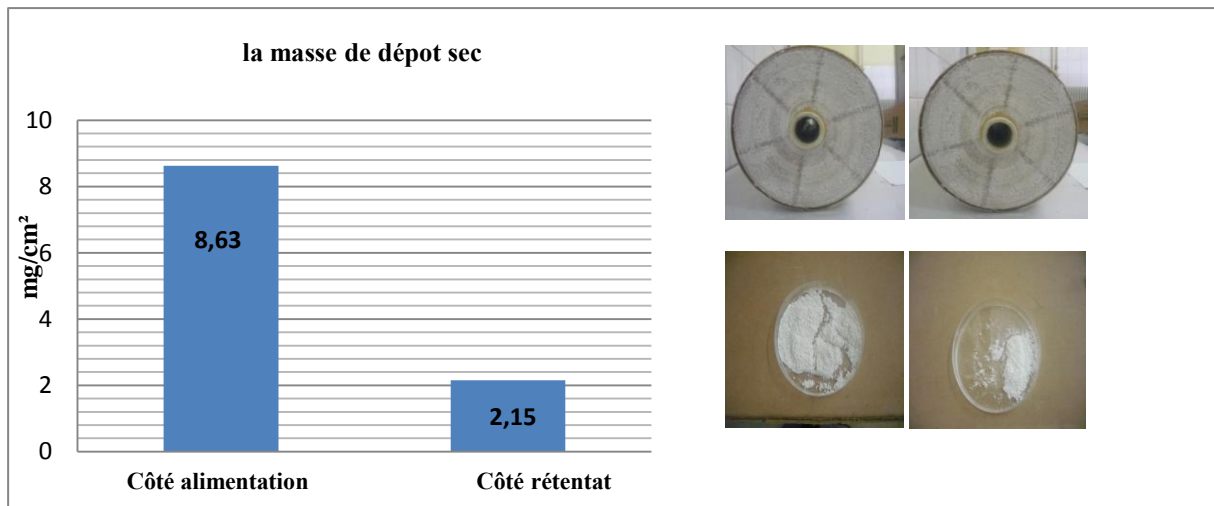 la masse de dépot sec
mg/cm²
10
8
6
4
2
0
8,63
2,15
Côté alimentation
Côté rétentat